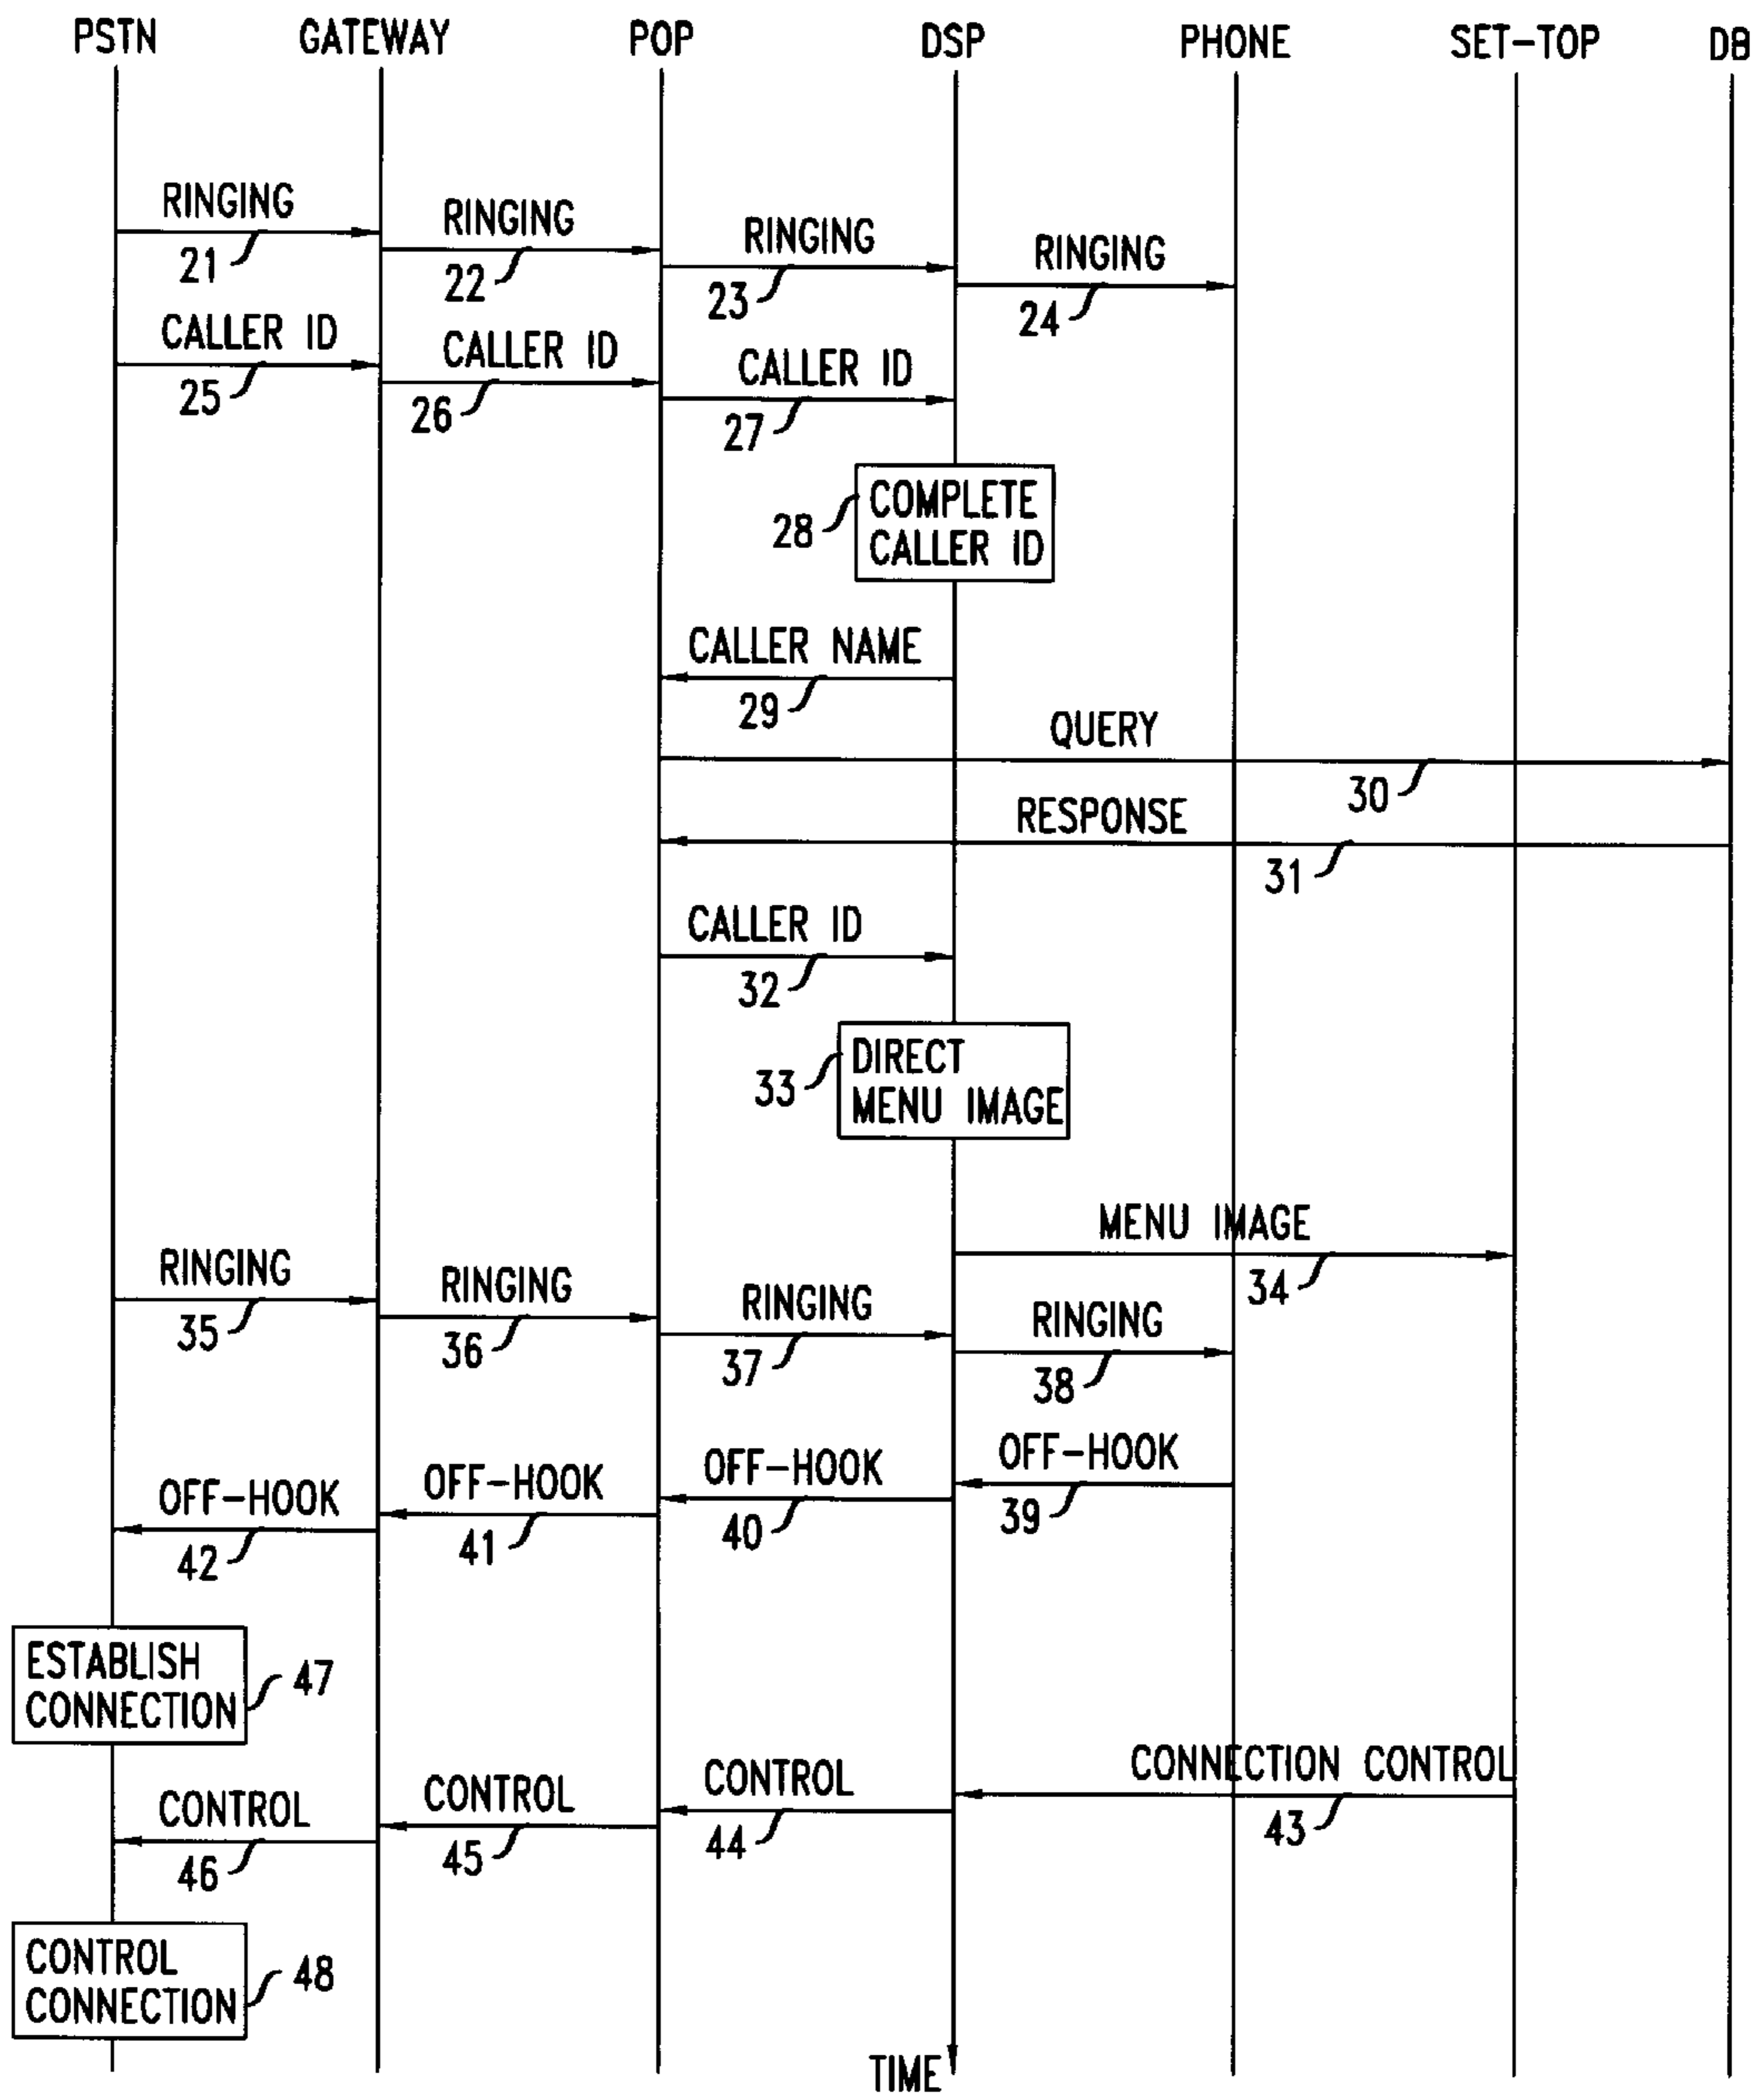 PSTN GATEWAY POP DSP PHONE SET-TOP DB
RINGING
21
RINGING
22
RINGING
23
RINGING
24
CALLER ID
25
CALLER ID
26
CALLER ID
27
28
COMPLETE
CALLER ID
CALLER NAME
29
QUERY
30
RESPONSE
31
CALLER ID
32
33
DIRECT
MENU IMAGE
MENU IMAGE
34
RINGING
35
RINGING
36
RINGING
37
RINGING
38
OFF-HOOK
39
OFF-HOOK
40
OFF-HOOK
41
OFF-HOOK
42
ESTABLISH
CONNECTION
47
CONNECTION CONTROL
43
CONTROL
44
CONTROL
45
CONTROL
46
CONTROL
CONNECTION
48
TIME